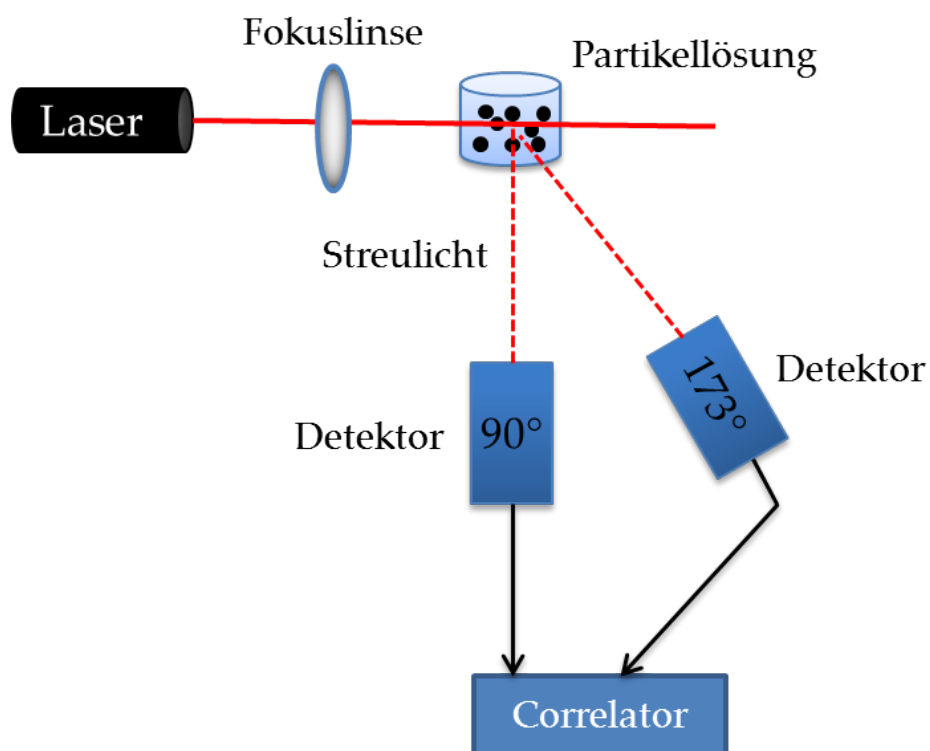 Fokuslinse
Partikellösung
Laser
Streulicht
Detektor
173°
Detektor
90°
Correlator